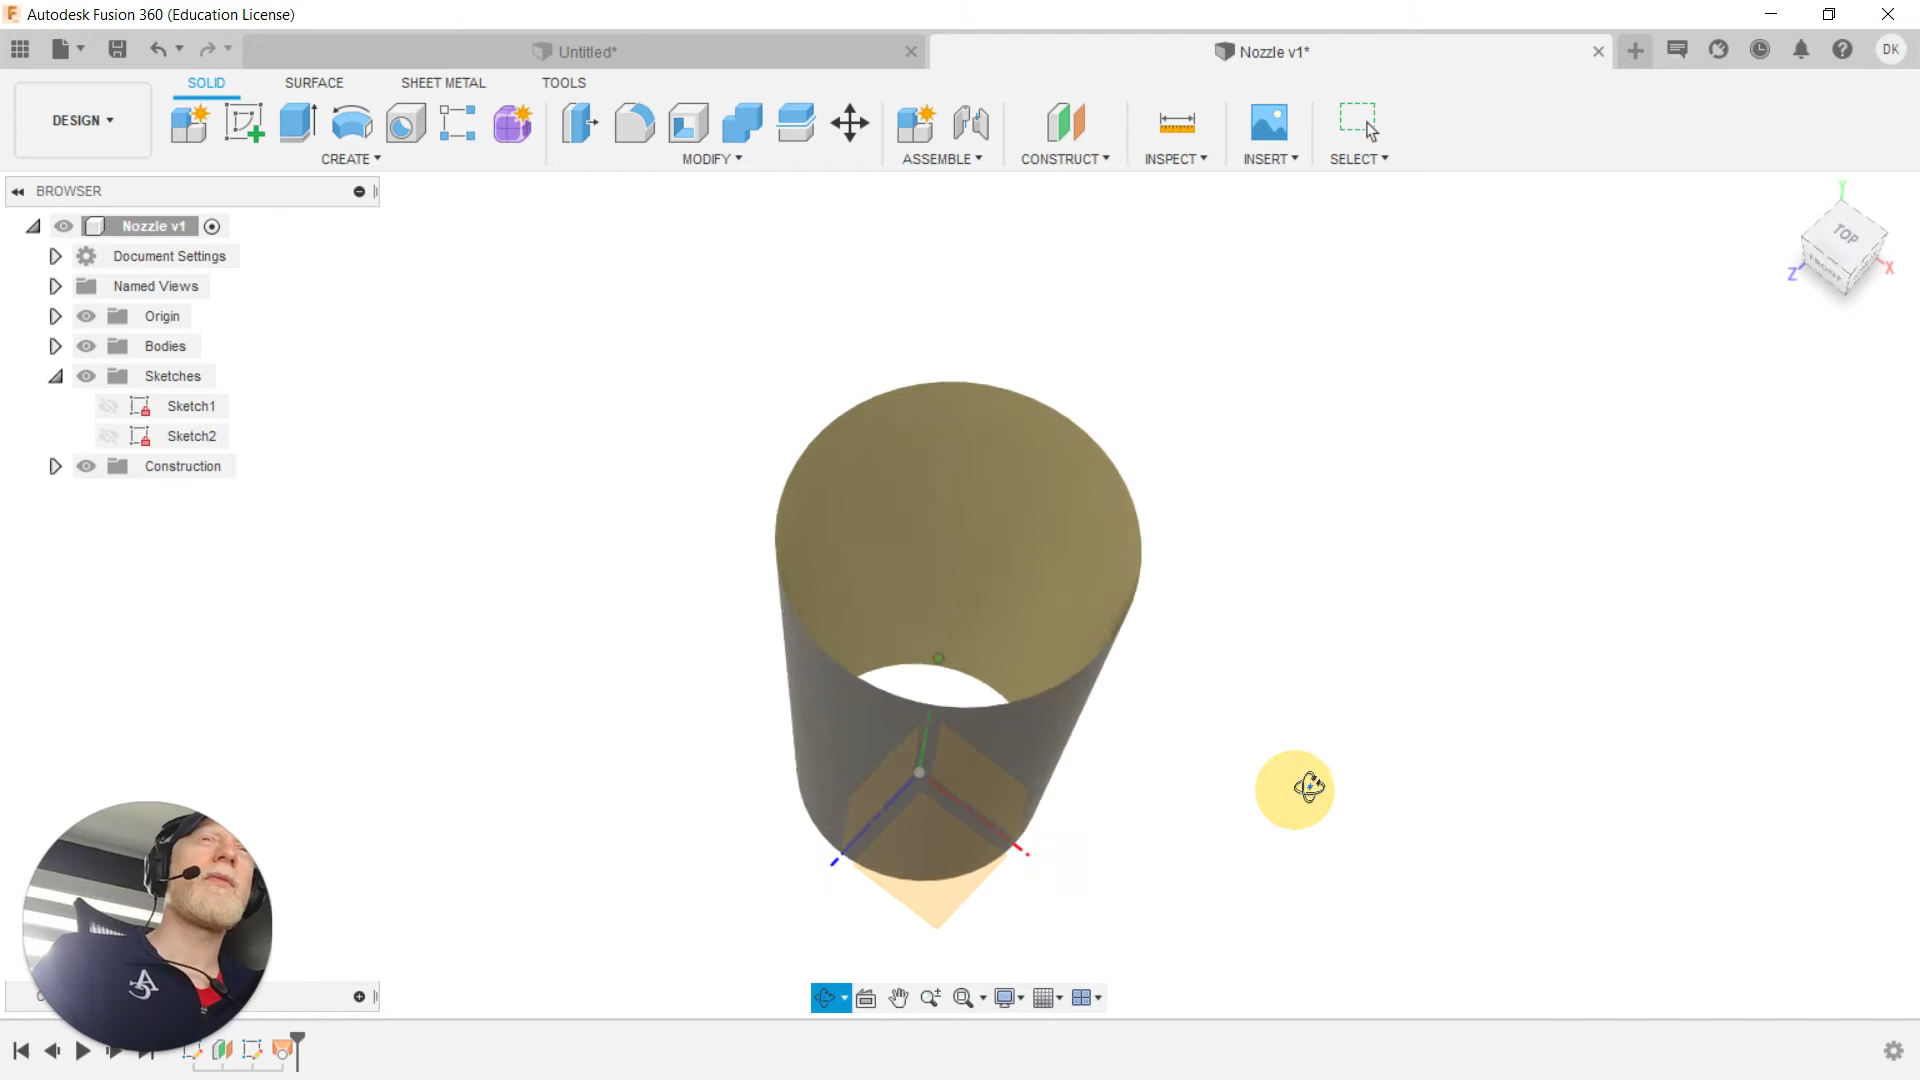 Autodesk Fusion 360 (Education License)
Untitled*
Nozzle v1*
DK
SOLID
SURFACE
SHEET METAL
TOOLS
DESIGN
CREATE
MODIFY
ASSEMBLE
CONSTRUCT
INSPECT
INSERT
SELECT
BROWSER
Nozzle v1
Document Settings
Named Views
Origin
Bodies
Sketches
Sketch1
Sketch2
Construction
Y
TOP
FRONT
Z
X